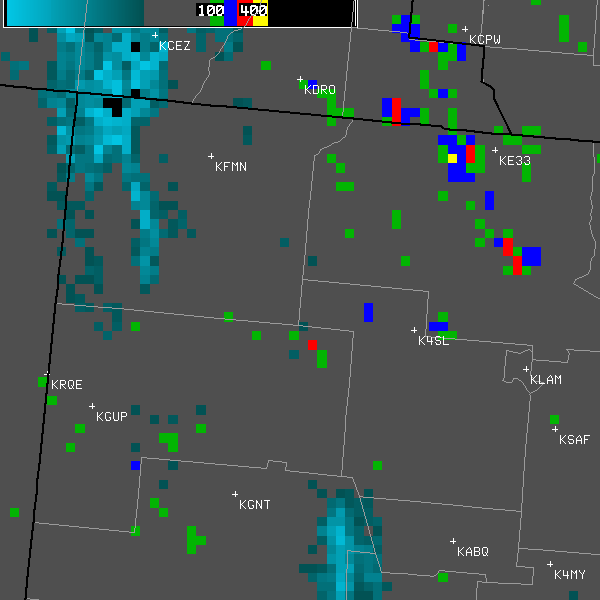 100 400
KCPW
KCEZ
KDRO
KE33
KFMN
K4SL
KLAM
KRQE
KGUP
KSAF
KGNT
KABQ
K4MY